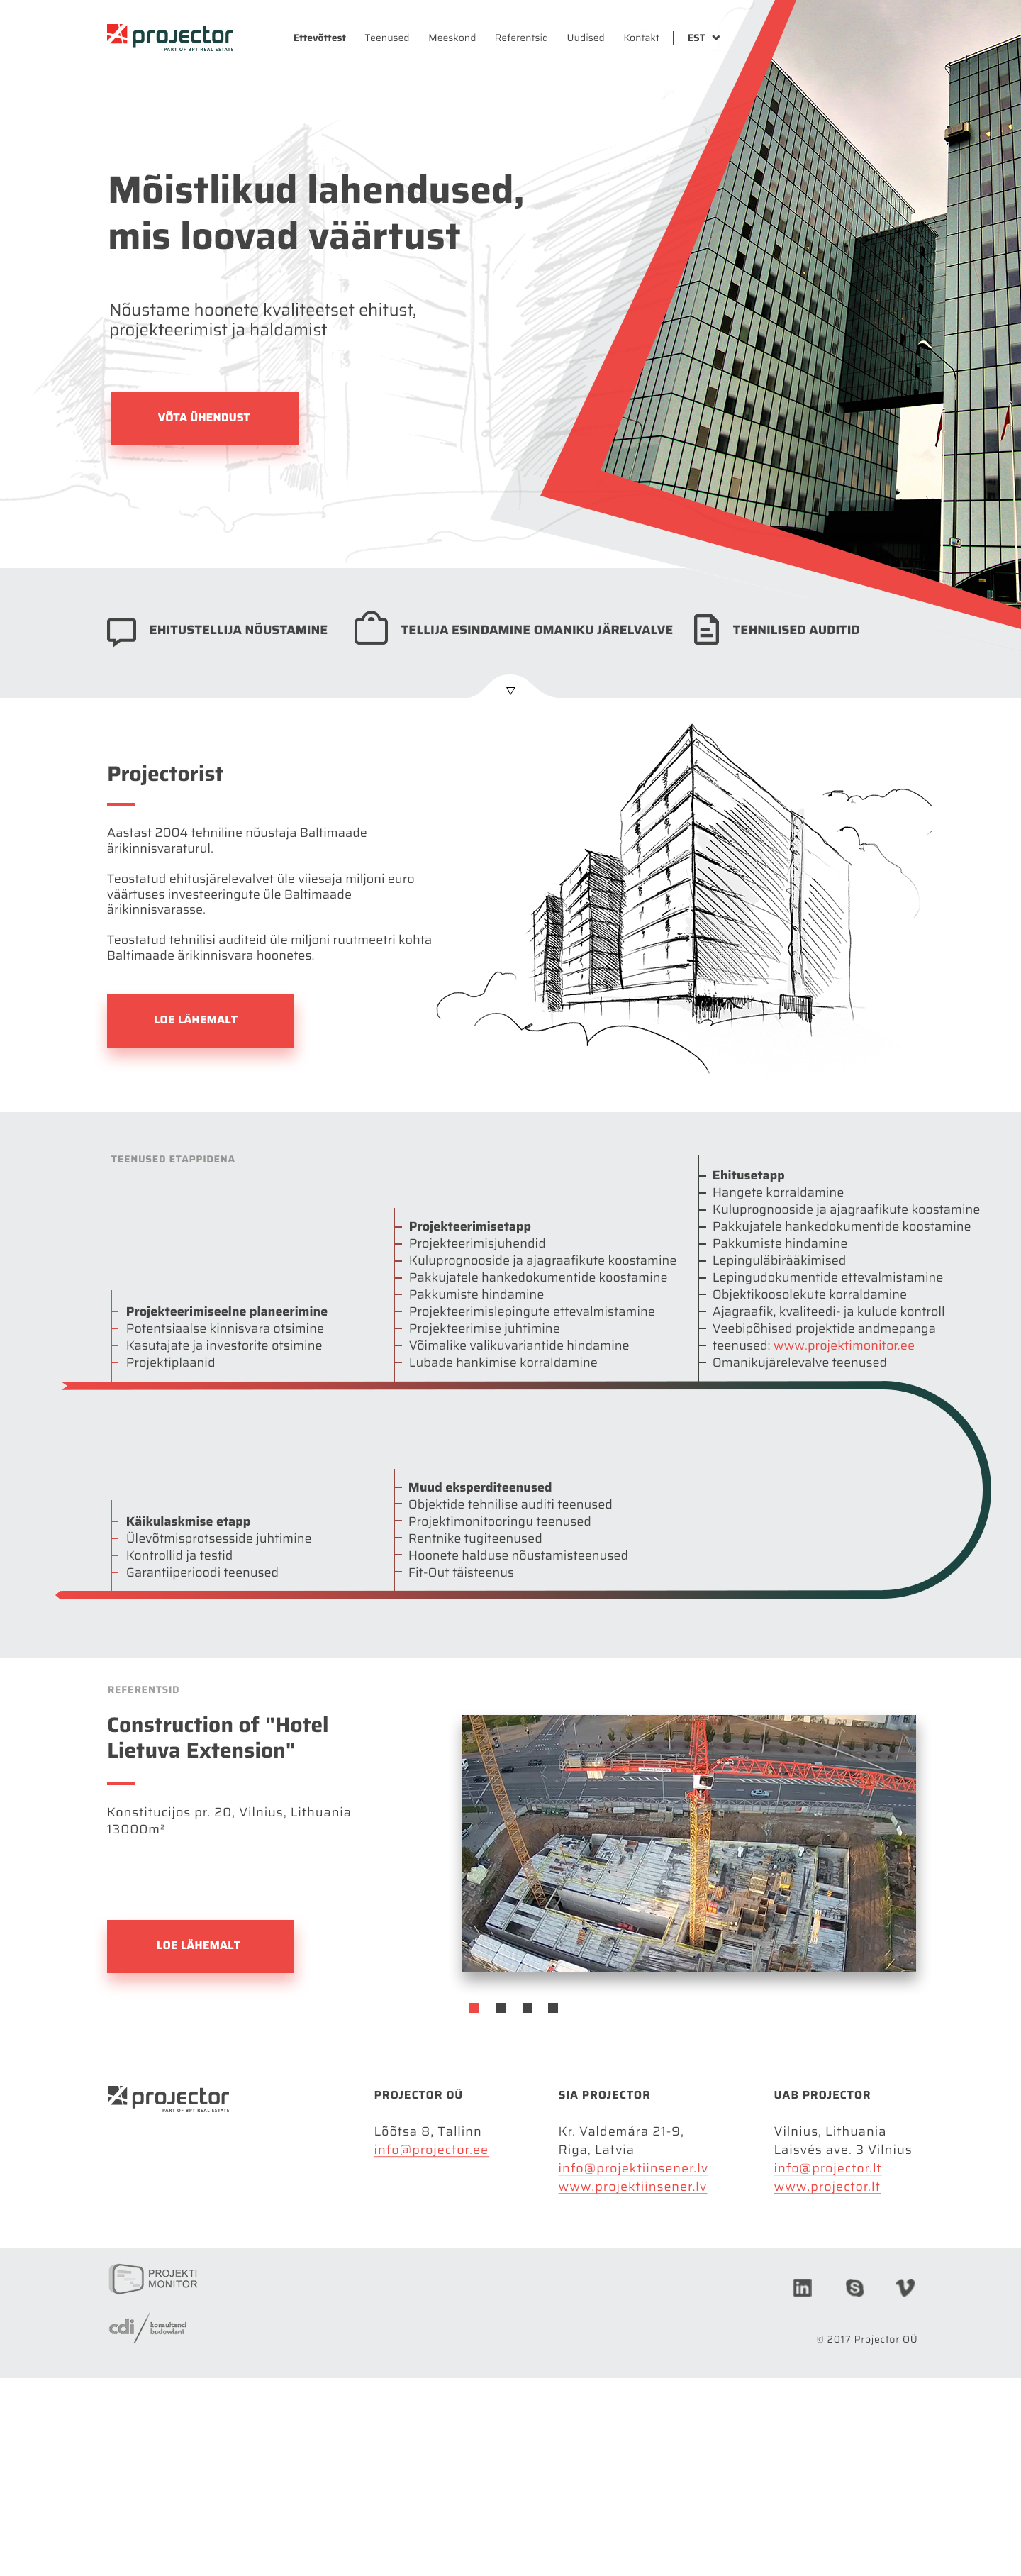 projector
PART OF BPT REAL ESTATE
Ettevõttest Teenused Meeskond Referentsid Uudised Kontakt EST
Mõistlikud lahendused,
mis loovad väärtust
Nõustame hoonete kvaliteetset ehitust,
projekteerimist ja haldamist
VÕTA ÜHENDUST
EHITUSTELLIJA NÕUSTAMINE
TELLIJA ESINDAMINE OMANIKU JÄRELVALVE
TEHNILISED AUDITID
Projectorist
Aastast 2004 tehniline nõustaja Baltimaade
ärikinnisvaraturul.
Teostatud ehitusjärelevalvet üle viiesaja miljoni euro
väärtuses investeeringute üle Baltimaade
ärikinnisvarasse.
Teostatud tehnilisi auditeid üle miljoni ruutmeetri kohta
Baltimaade ärikinnisvara hoonetes.
LOE LÄHEMALT
TEENUSED ETAPPIDENA
Projekteerimiseelne planeerimine
Potentsiaalse kinnisvara otsimine
Kasutajate ja investorite otsimine
Projektiplaanid
Projekteerimisetapp
Projekteerimisjuhendid
Kuluprognooside ja ajagraafikute koostamine
Pakkujatele hankedokumentide koostamine
Pakkumiste hindamine
Projekteerimislepingute ettevalmistamine
Projekteerimise juhtimine
Võimalike valikuvariantide hindamine
Lubade hankimise korraldamine
Ehitusetapp
Hangete korraldamine
Kuluprognooside ja ajagraafikute koostamine
Pakkujatele hankedokumentide koostamine
Pakkumiste hindamine
Lepinguläbirääkimised
Lepingudokumentide ettevalmistamine
Objektikoosolekute korraldamine
Ajagraafik, kvaliteedi- ja kulude kontroll
Veebipõhised projektide andmepanga
teenused: www.projektimonitor.ee
Omanikujärelevalve teenused
Käikulaskmise etapp
Ülevõtmisprotsesside juhtimine
Kontrollid ja testid
Garantiiperioodi teenused
Muud eksperditeenused
Objektide tehnilise auditi teenused
Projektimonitooringu teenused
Rentnike tugiteenused
Hoonete halduse nõustamisteenused
Fit-Out täisteenus
REFERENTSID
Construction of "Hotel
Lietuva Extension"
Konstitucijos pr. 20, Vilnius, Lithuania
13000m²
LOE LÄHEMALT
projector
PART OF BPT REAL ESTATE
PROJECTOR OÜ
Lõõtsa 8, Tallinn
info@projector.ee
SIA PROJECTOR
Kr. Valdemára 21-9,
Riga, Latvia
info@projektiinsener.lv
www.projektiinsener.lv
UAB PROJECTOR
Vilnius, Lithuania
Laisvés ave. 3 Vilnius
info@projector.lt
www.projector.lt
PROJEKTI
MONITOR
cdi konsultanci
budowlani
in
© 2017 Projector OÜ